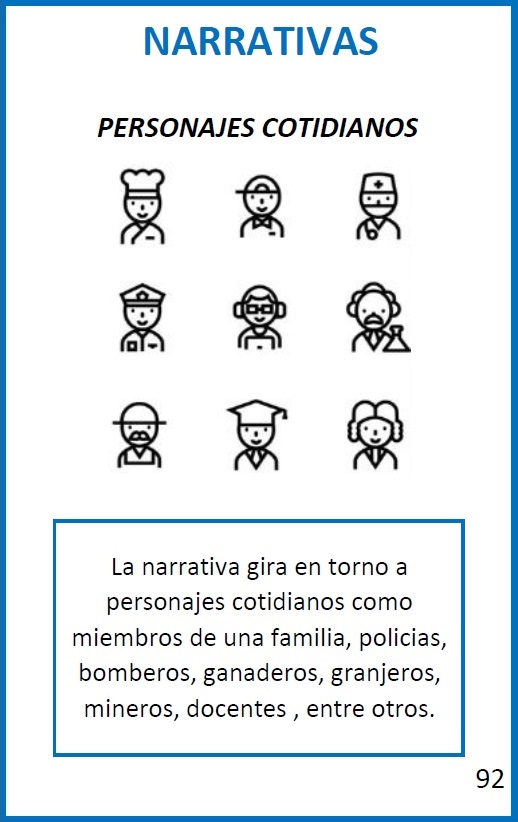 NARRATIVAS
PERSONAJES COTIDIANOS
La narrativa gira en torno a
personajes cotidianos como
miembros de una familia, policias,
bomberos, ganaderos, granjeros,
mineros, docentes , entre otros.
92